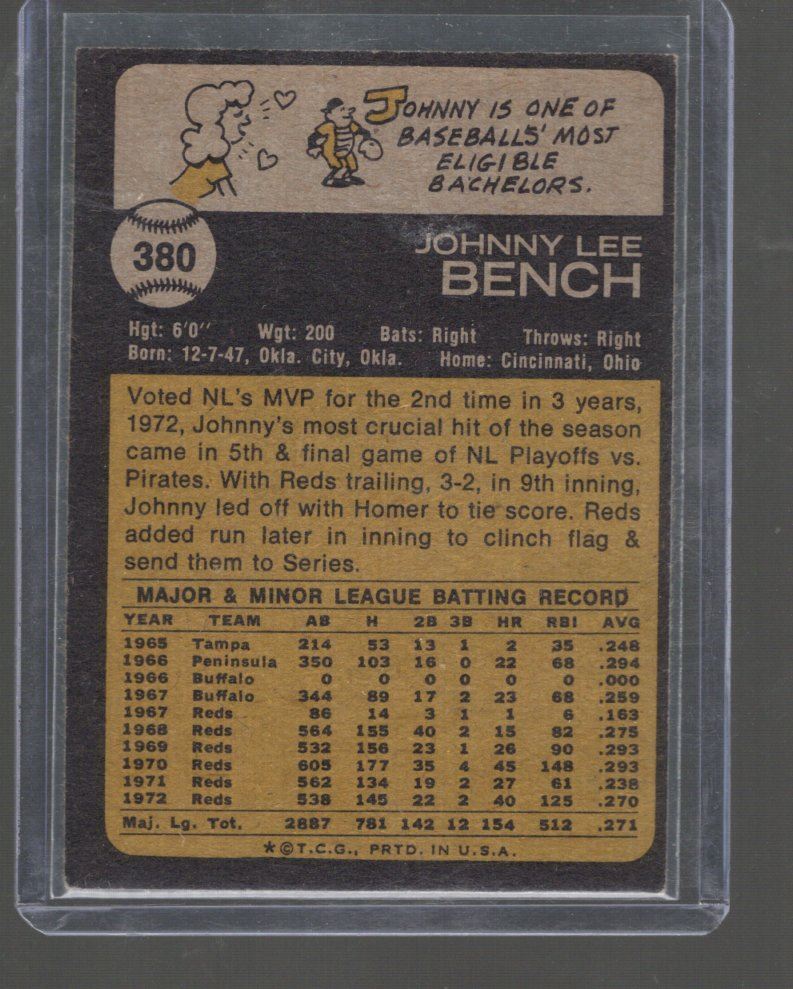 JOHNNY IS ONE OF
BASEBALLS' MOST
ELIGIBLE
BACHELORS.
380
JOHNNY LEE
BENCH
Hgt: 6'0" Wgt: 200 Bats: Right Throws: Right
Born: 12-7-47, Okla. City, Okla. Home: Cincinnati, Ohio
Voted NL's MVP for the 2nd time in 3 years,
1972, Johnny's most crucial hit of the season
came in 5th & final game of NL Playoffs vs.
Pirates. With Reds trailing, 3-2, in 9th inning,
Johnny led off with Homer to tie score. Reds
added run later in inning to clinch flag &
send them to Series.
MAJOR & MINOR LEAGUE BATTING RECORD
YEAR TEAM AB H 2B 3B HR RBI AVG
1965 Tampa 214 53 13 1 2 35 .248
1966 Peninsula 350 103 16 0 22 68 .294
1966 Buffalo 0 0 0 0 0 0 .000
1967 Buffalo 344 89 17 2 23 68 .259
1967 Reds 86 14 3 1 1 6 .163
1968 Reds 564 155 40 2 15 82 .275
1969 Reds 532 156 23 1 26 90 .293
1970 Reds 605 177 35 4 45 148 .293
1971 Reds 562 134 19 2 27 61 .238
1972 Reds 538 145 22 2 40 125 .270
Maj. Lg. Tot. 2887 781 142 12 154 512 .271
*©T.C.G., PRTD. IN U.S.A.